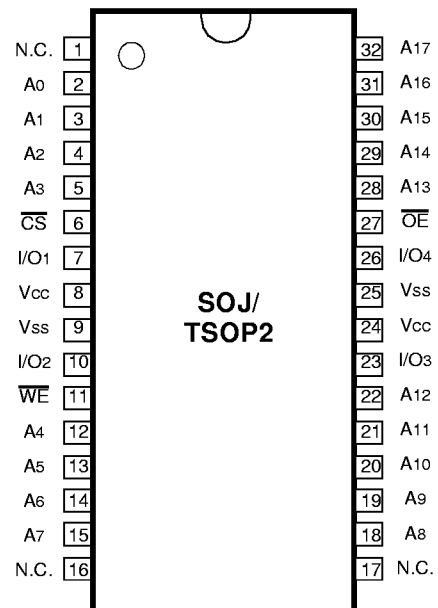 N.C. 1 32 A17
A0 2 31 A16
A1 3 30 A15
A2 4 29 A14
A3 5 28 A13
C̅S̅ 6 27 O̅E̅
I/O1 7 26 I/O4
Vcc 8 25 Vss
SOJ/
Vss 9 24 Vcc
TSOP2
I/O2 10 23 I/O3
W̅E̅ 11 22 A12
A4 12 21 A11
A5 13 20 A10
A6 14 19 A9
A7 15 18 A8
N.C. 16 17 N.C.